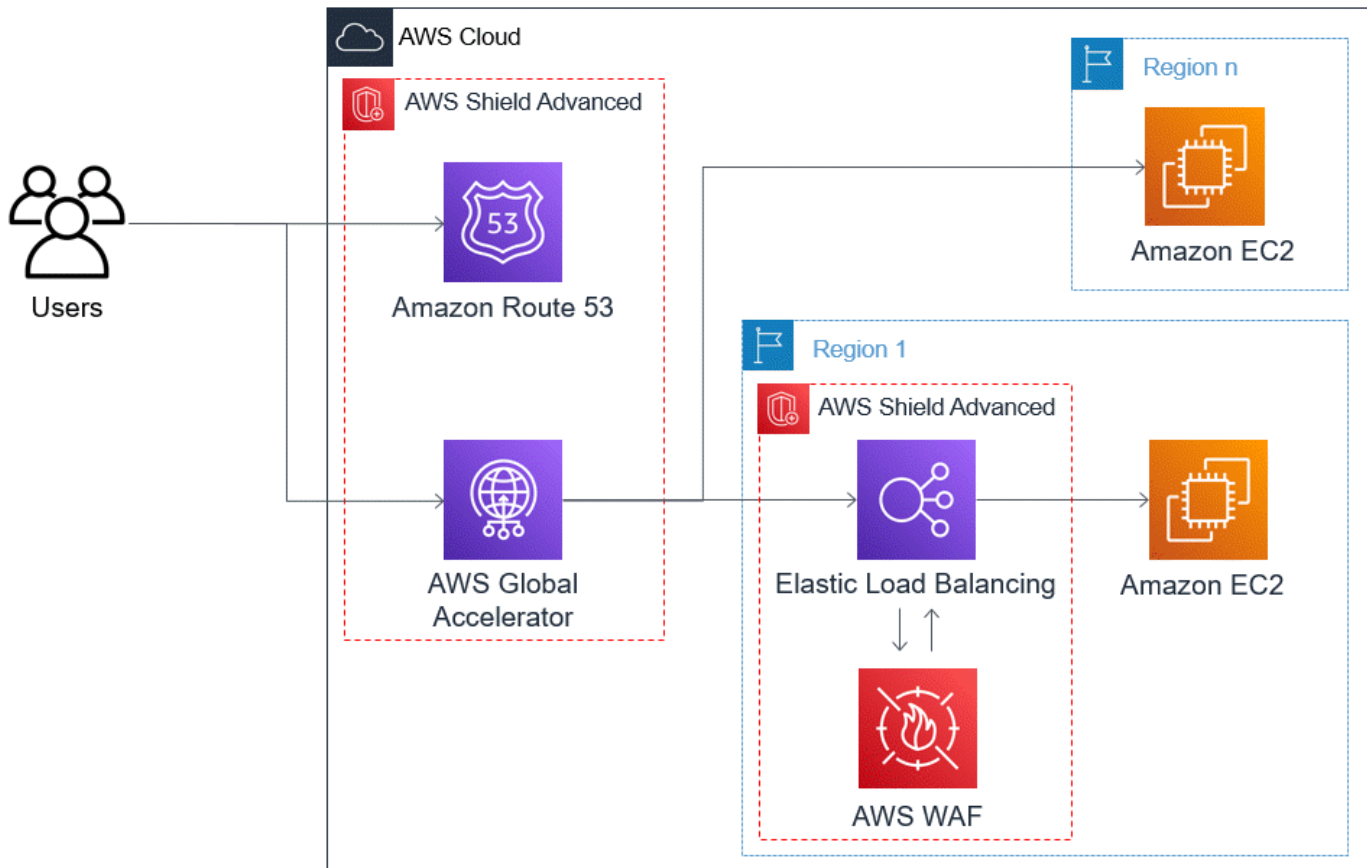 AWS Cloud
Region n
AWS Shield Advanced
53
Amazon EC2
Users
Amazon Route 53
Region 1
AWS Shield Advanced
AWS Global
Accelerator
Elastic Load Balancing
Amazon EC2
AWS WAF